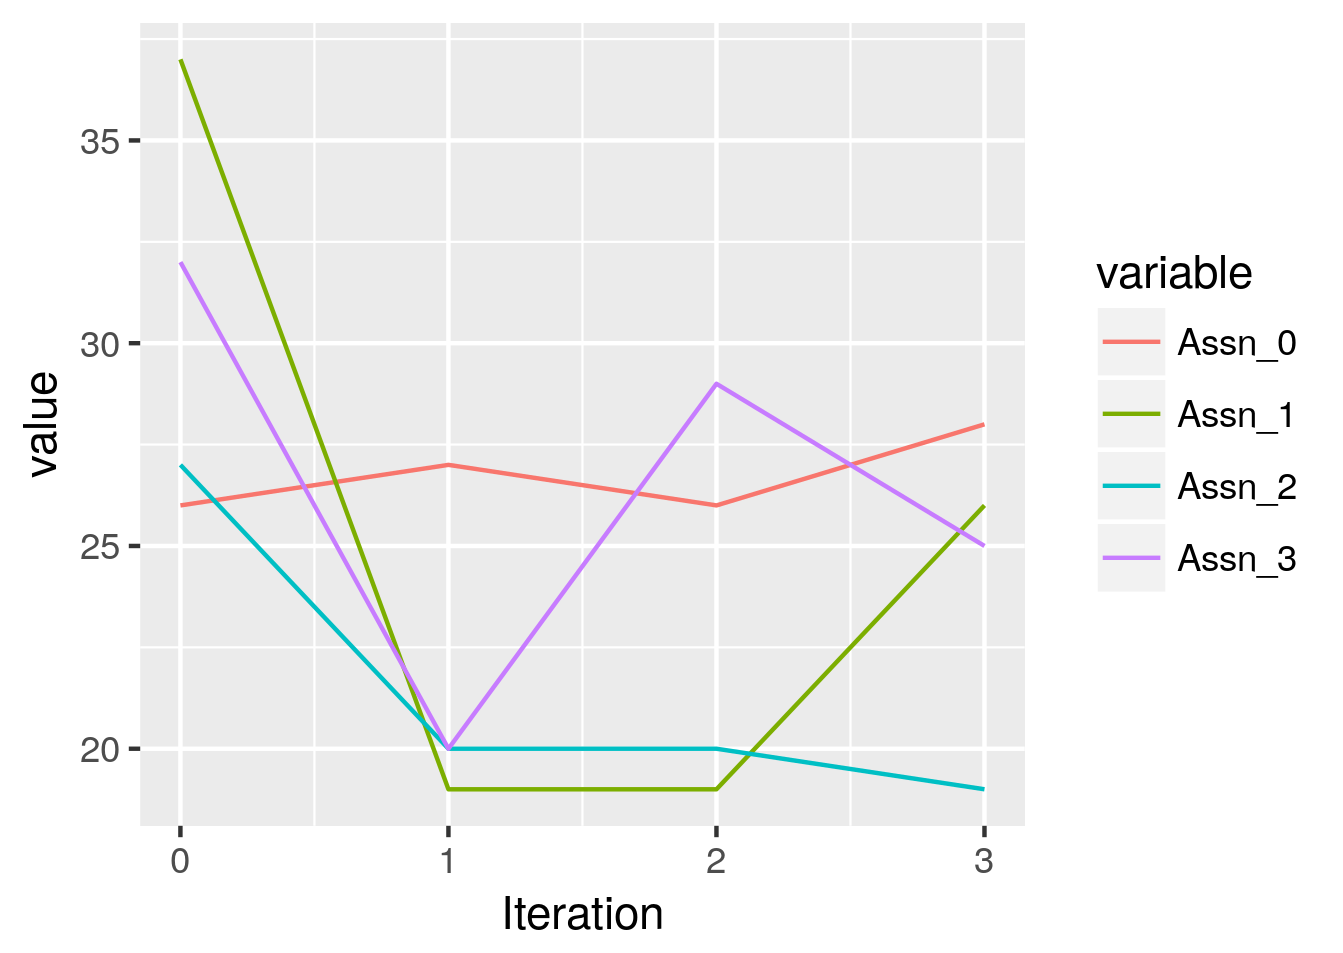 value
35
30
25
20
0 1 2 3
Iteration
variable
Assn_0
Assn_1
Assn_2
Assn_3